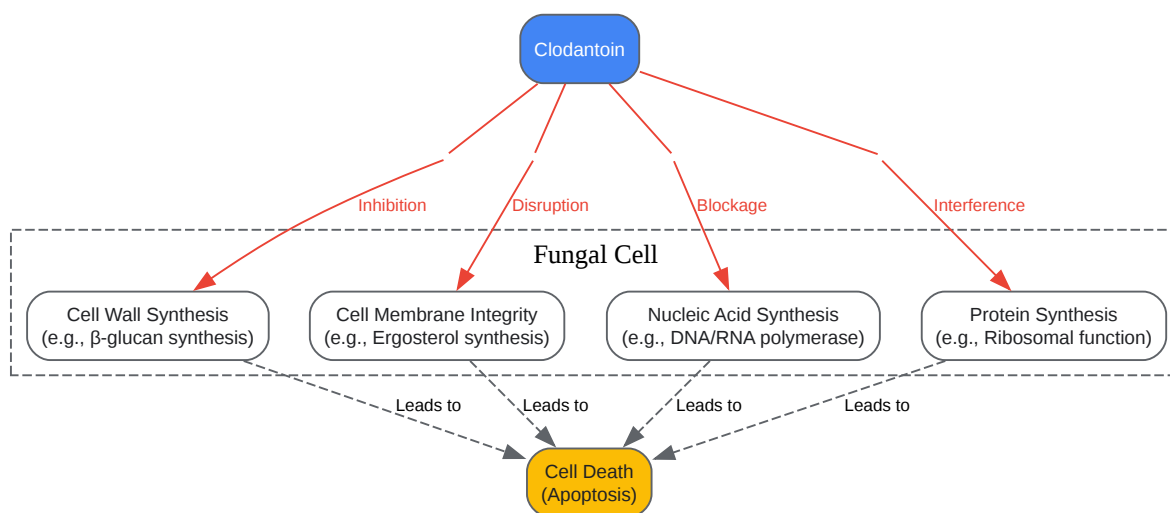 Clodantoin
Inhibition
Disruption
Blockage
Interference
Fungal Cell
Cell Wall Synthesis
(e.g., β-glucan synthesis)
Cell Membrane Integrity
(e.g., Ergosterol synthesis)
Nucleic Acid Synthesis
(e.g., DNA/RNA polymerase)
Protein Synthesis
(e.g., Ribosomal function)
Leads to
Leads to
Leads to
Leads to
Cell Death
(Apoptosis)